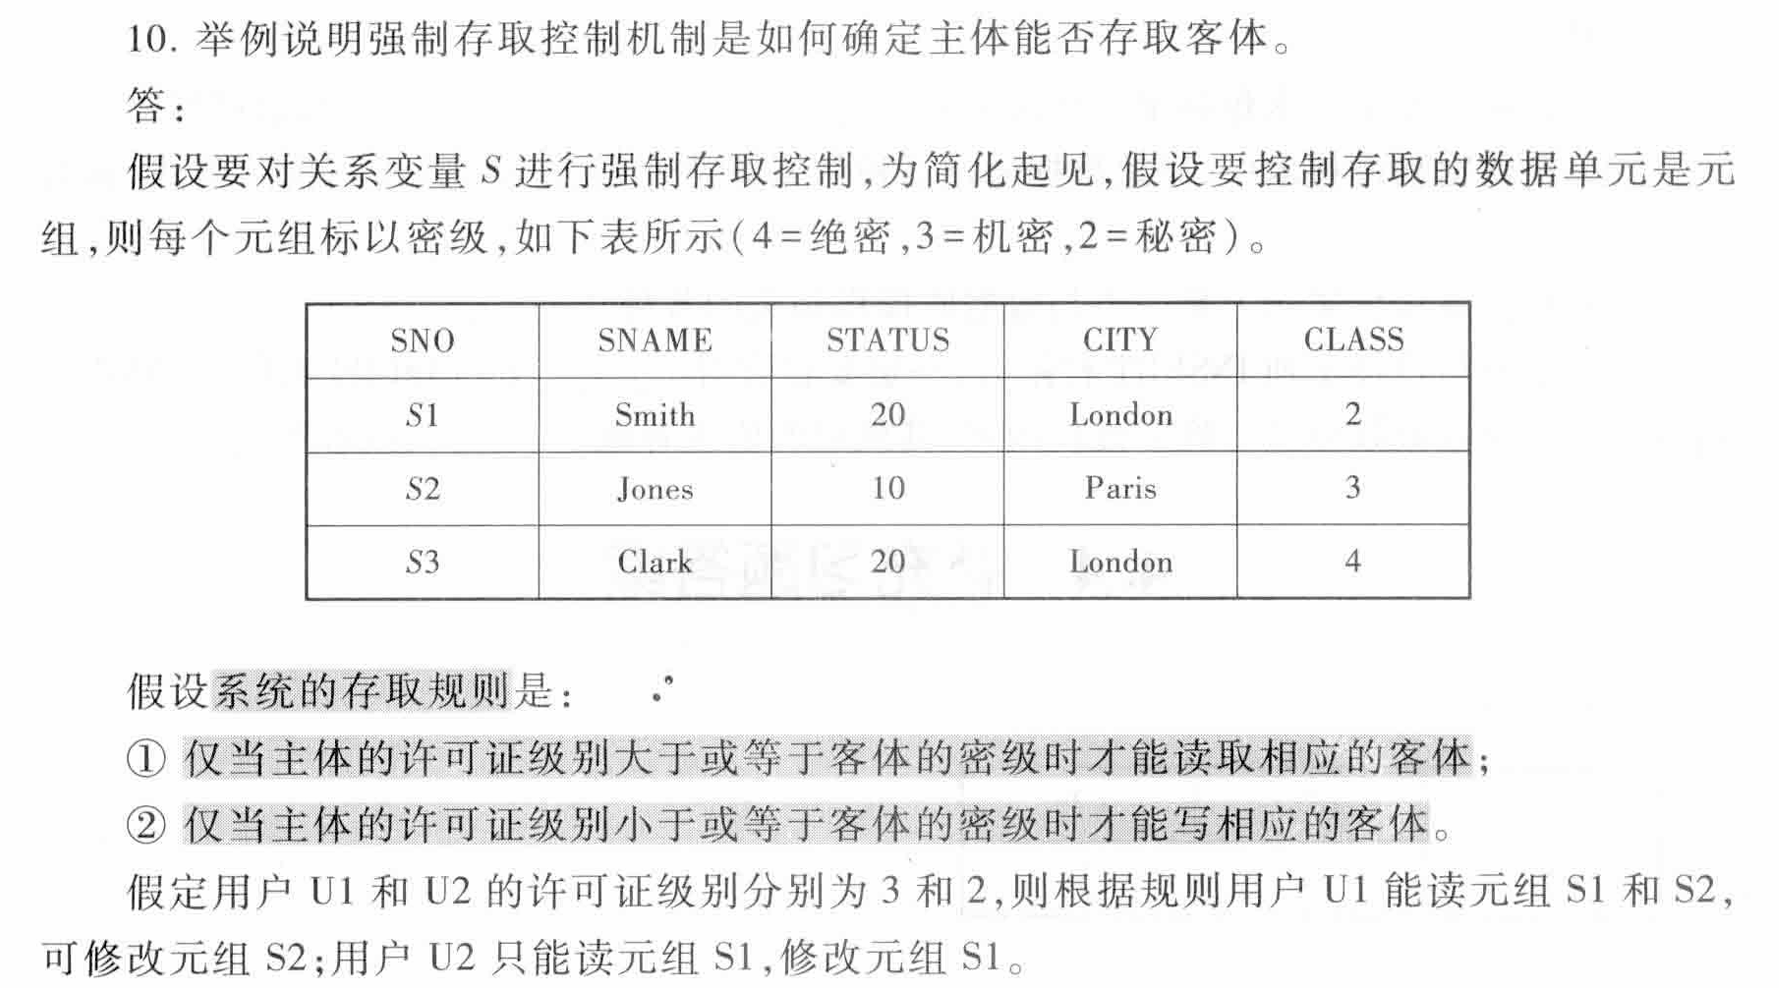 10. 举例说明强制存取控制机制是如何确定主体能否存取客体。
答:
假设要对关系变量 S 进行强制存取控制,为简化起见,假设要控制存取的数据单元是元
组,则每个元组标以密级,如下表所示(4=绝密,3=机密,2=秘密)。
SNO SNAME STATUS CITY CLASS
S1 Smith 20 London 2
S2 Jones 10 Paris 3
S3 Clark 20 London 4
假设系统的存取规则是:
① 仅当主体的许可证级别大于或等于客体的密级时才能读取相应的客体;
② 仅当主体的许可证级别小于或等于客体的密级时才能写相应的客体。
假定用户 U1 和 U2 的许可证级别分别为 3 和 2,则根据规则用户 U1 能读元组 S1 和 S2,
可修改元组 S2;用户 U2 只能读元组 S1,修改元组 S1。